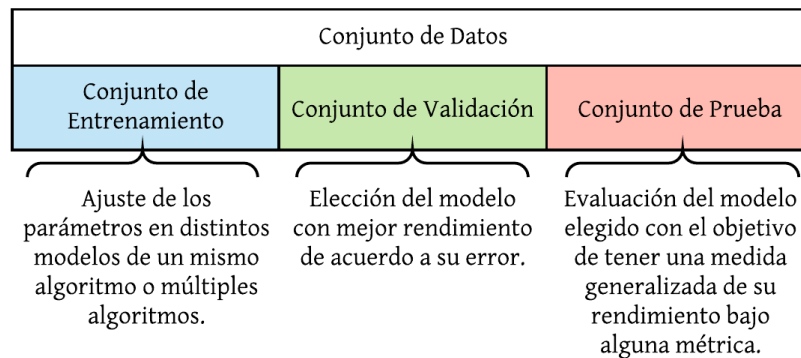 Conjunto de Datos
Conjunto de
Entrenamiento
Conjunto de Validación
Conjunto de Prueba
Ajuste de los
parámetros en distintos
modelos de un mismo
algoritmo o múltiples
algoritmos.
Elección del modelo
con mejor rendimiento
de acuerdo a su error.
Evaluación del modelo
elegido con el objetivo
de tener una medida
generalizada de su
rendimiento bajo
alguna métrica.